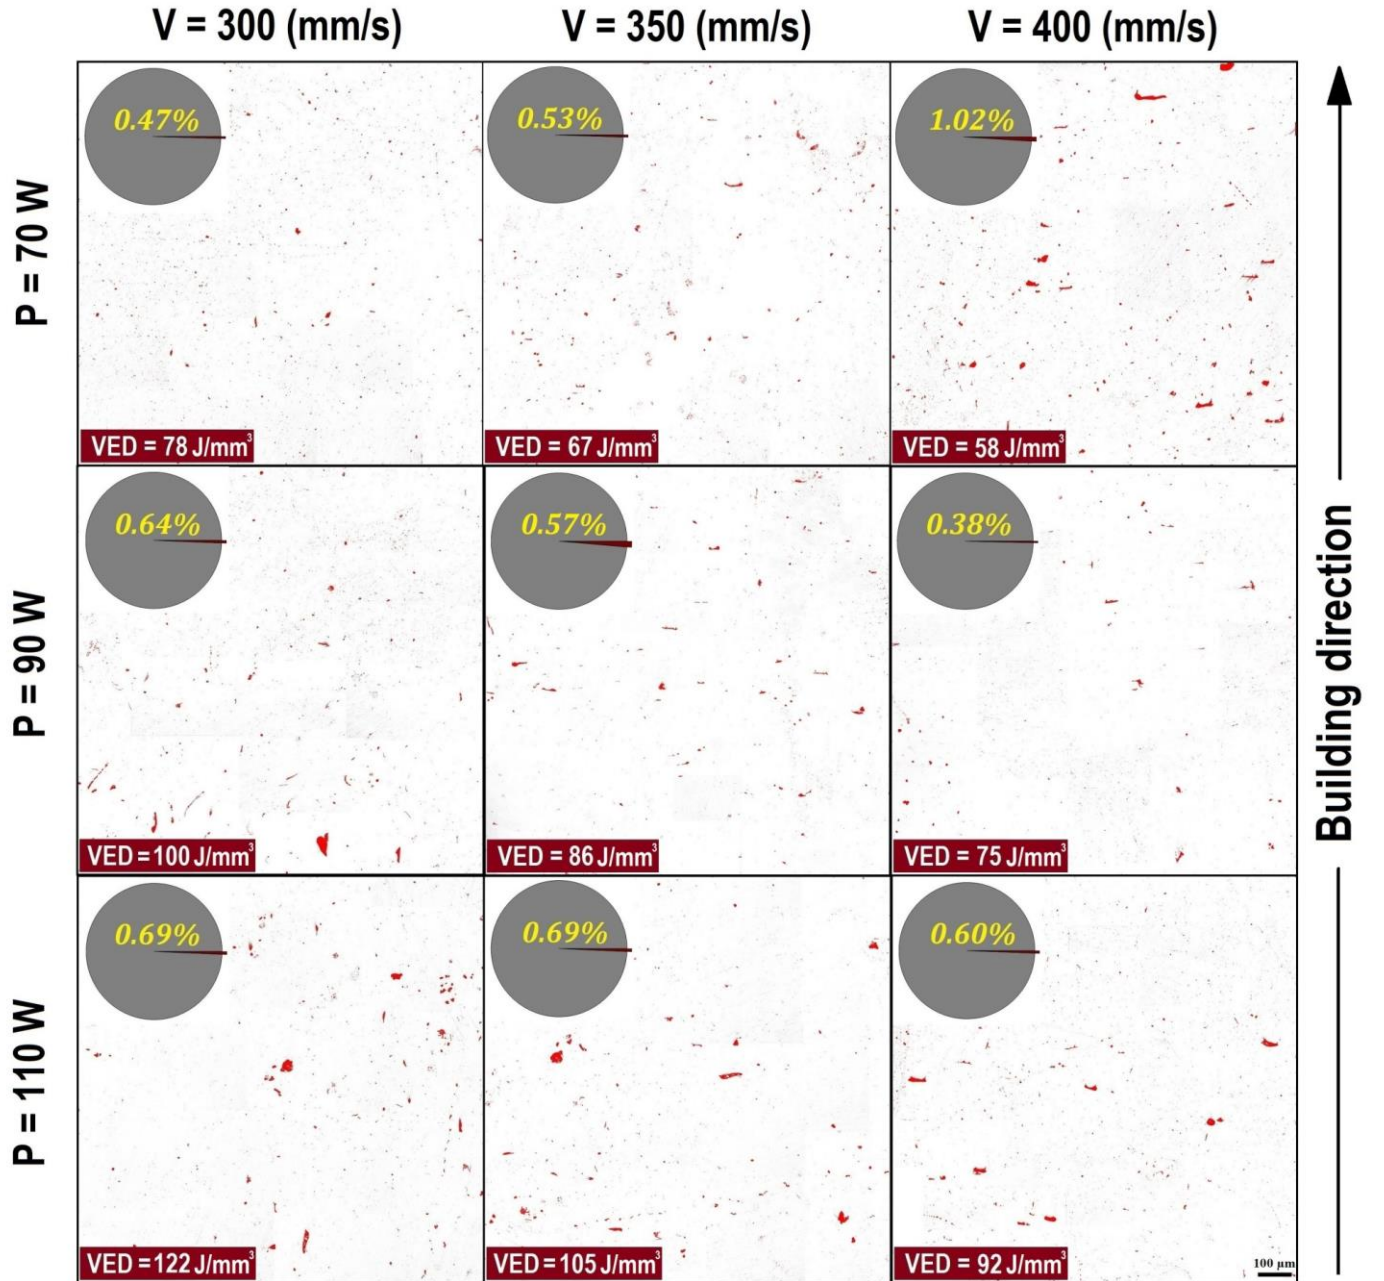 V = 300 (mm/s)
V = 350 (mm/s)
V = 400 (mm/s)
P = 70 W
0.47%
0.53%
1.02%
VED = 78 J/mm³
VED = 67 J/mm³
VED = 58 J/mm³
P = 90 W
0.64%
0.57%
0.38%
VED =100 J/mm³
VED = 86 J/mm³
VED = 75 J/mm³
P = 110 W
0.69%
0.69%
0.60%
VED =122 J/mm³
VED = 105 J/mm³
VED = 92 J/mm³
100 µm
Building direction